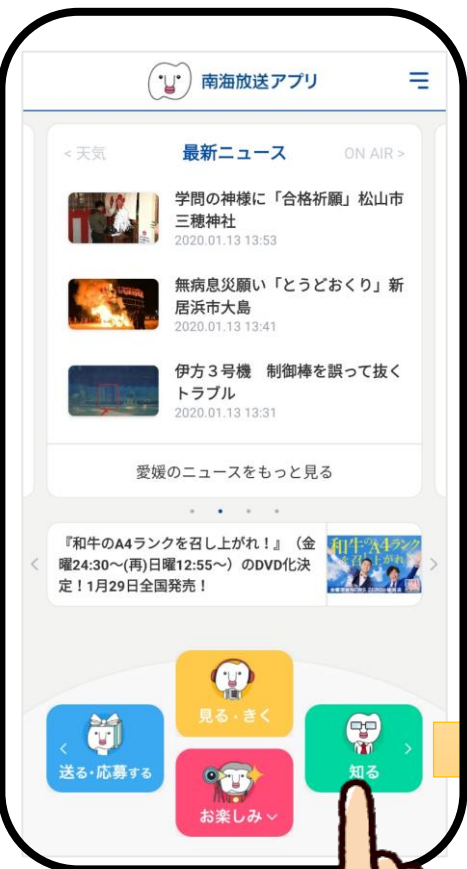 南海放送アプリ
< 天気 最新ニュース ON AIR >
学問の神様に「合格祈願」松山市
三穂神社
2020.01.13 13:53
無病息災願い「とうどおくり」新
居浜市大島
2020.01.13 13:41
伊方３号機 制御棒を誤って抜く
トラブル
2020.01.13 13:31
愛媛のニュースをもっと見る
『和牛のA4ランクを召し上がれ！』（金
曜24:30〜(再)日曜12:55〜）のDVD化決
定！1月29日全国発売！
和牛のA4ランク
を召し上がれ!
見る・きく
送る・応募する
知る
お楽しみ